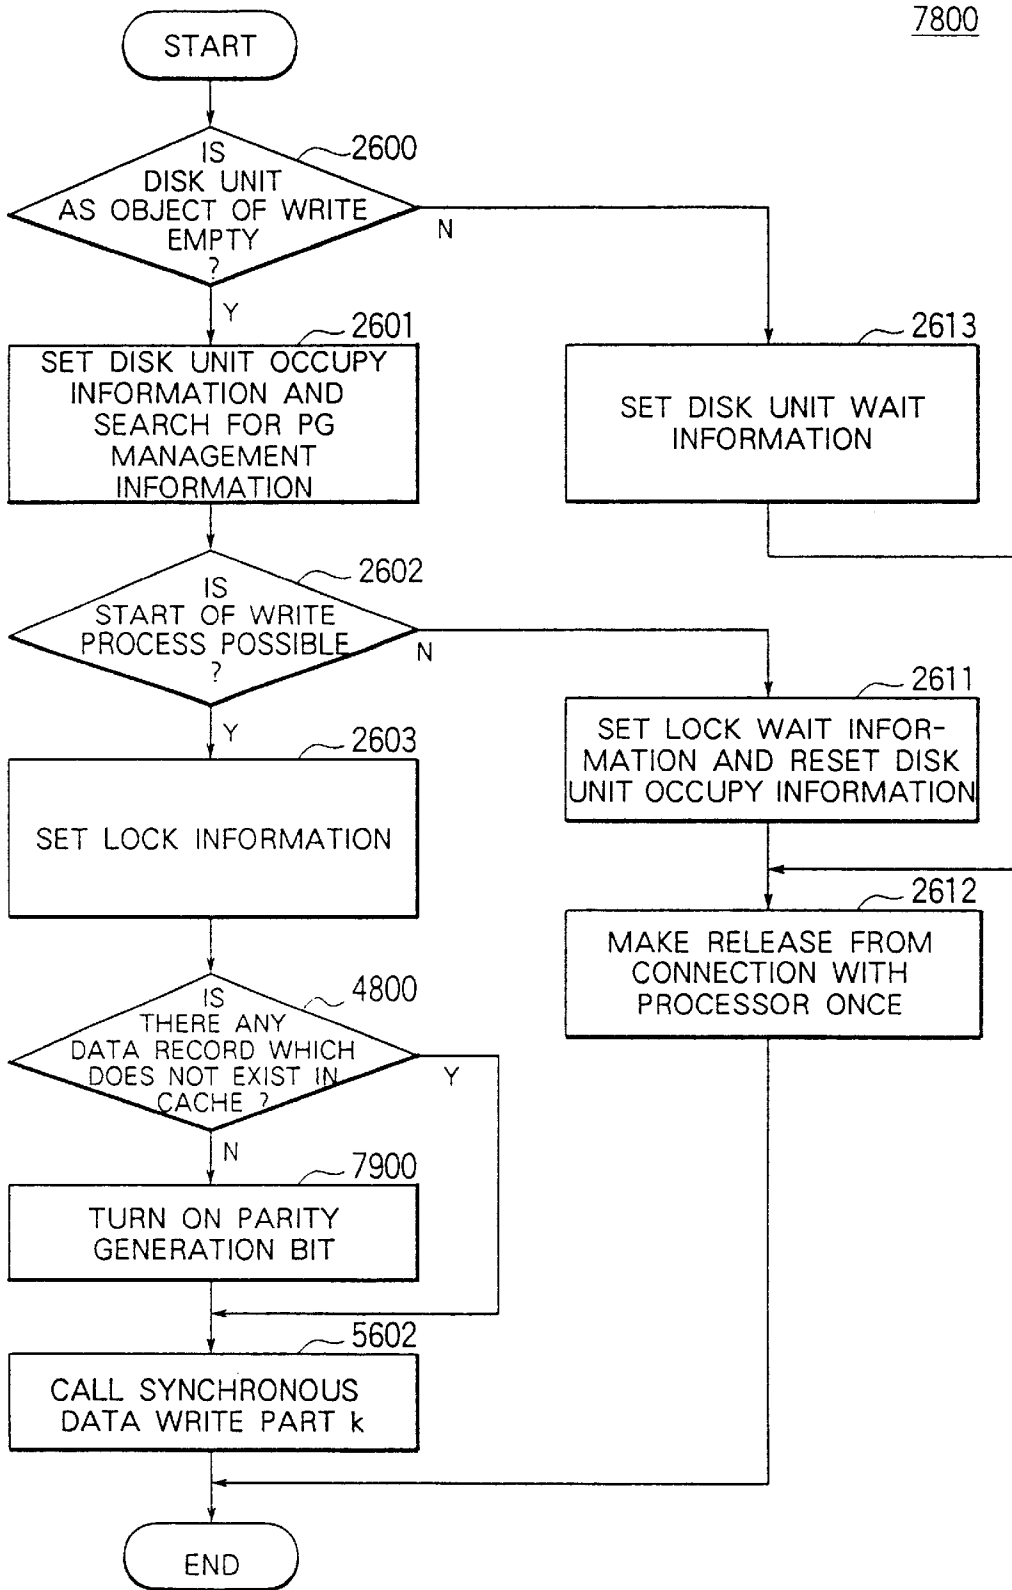 7800
START
2600
IS
DISK UNIT
AS OBJECT OF WRITE
EMPTY
?
N
Y
2601
SET DISK UNIT OCCUPY
INFORMATION AND
SEARCH FOR PG
MANAGEMENT
INFORMATION
2613
SET DISK UNIT WAIT
INFORMATION
2602
IS
START OF WRITE
PROCESS POSSIBLE
?
N
Y
2611
SET LOCK WAIT INFOR-
MATION AND RESET DISK
UNIT OCCUPY INFORMATION
2603
SET LOCK INFORMATION
2612
MAKE RELEASE FROM
CONNECTION WITH
PROCESSOR ONCE
4800
IS
THERE ANY
DATA RECORD WHICH
DOES NOT EXIST IN
CACHE ?
Y
N
7900
TURN ON PARITY
GENERATION BIT
5602
CALL SYNCHRONOUS
DATA WRITE PART k
END